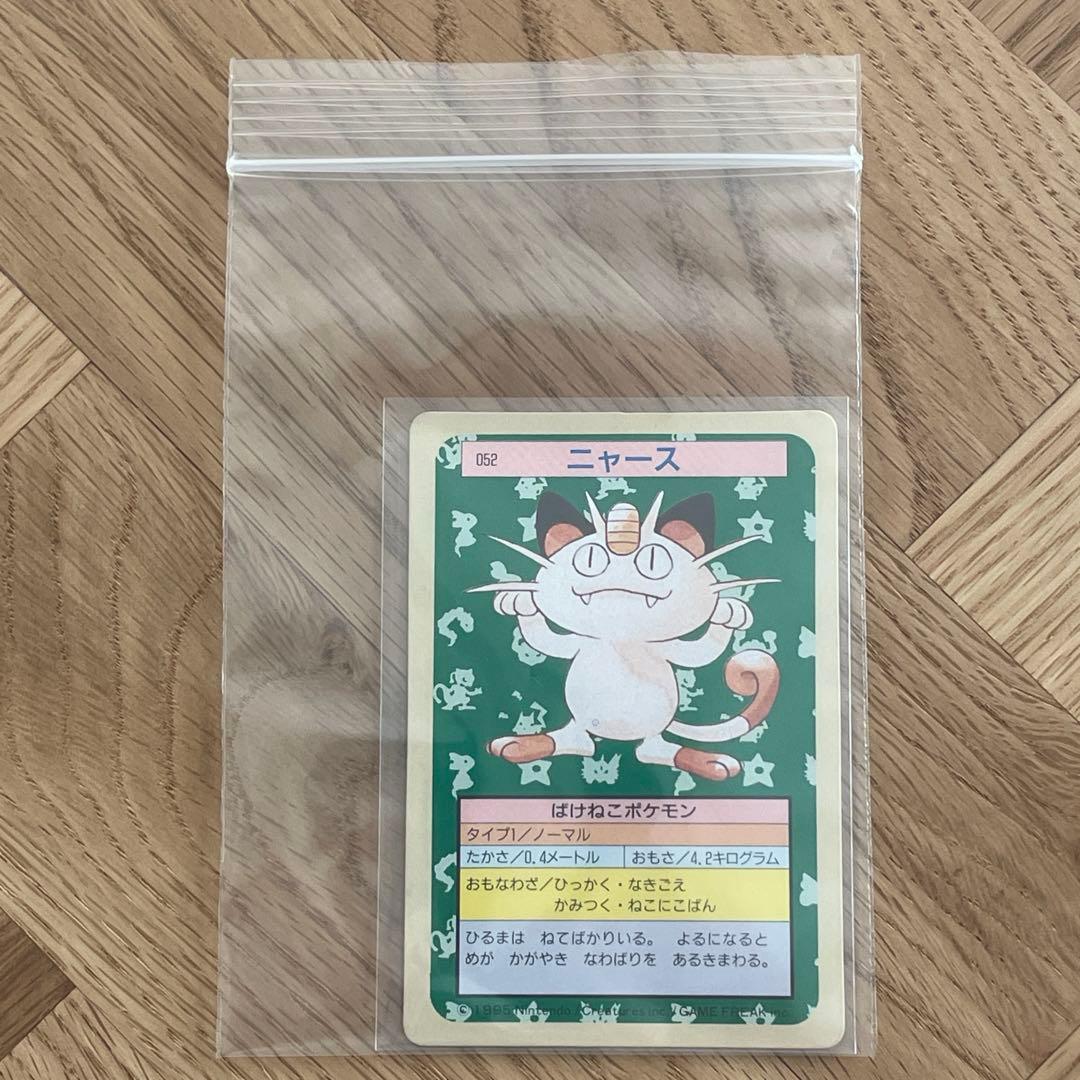 052 ニャース
ばけねこポケモン
タイプ1/ノーマル
たかさ/0.4メートル おもさ/4.2キログラム
おもなわざ/ひっかく・なきごえ
かみつく・ねこにこばん
ひるまは ねてばかりいる。 よるになると
めが かがやき なわばりを あるきまわる。
©1995 Nintendo/Creatures inc./GAME FREAK inc.